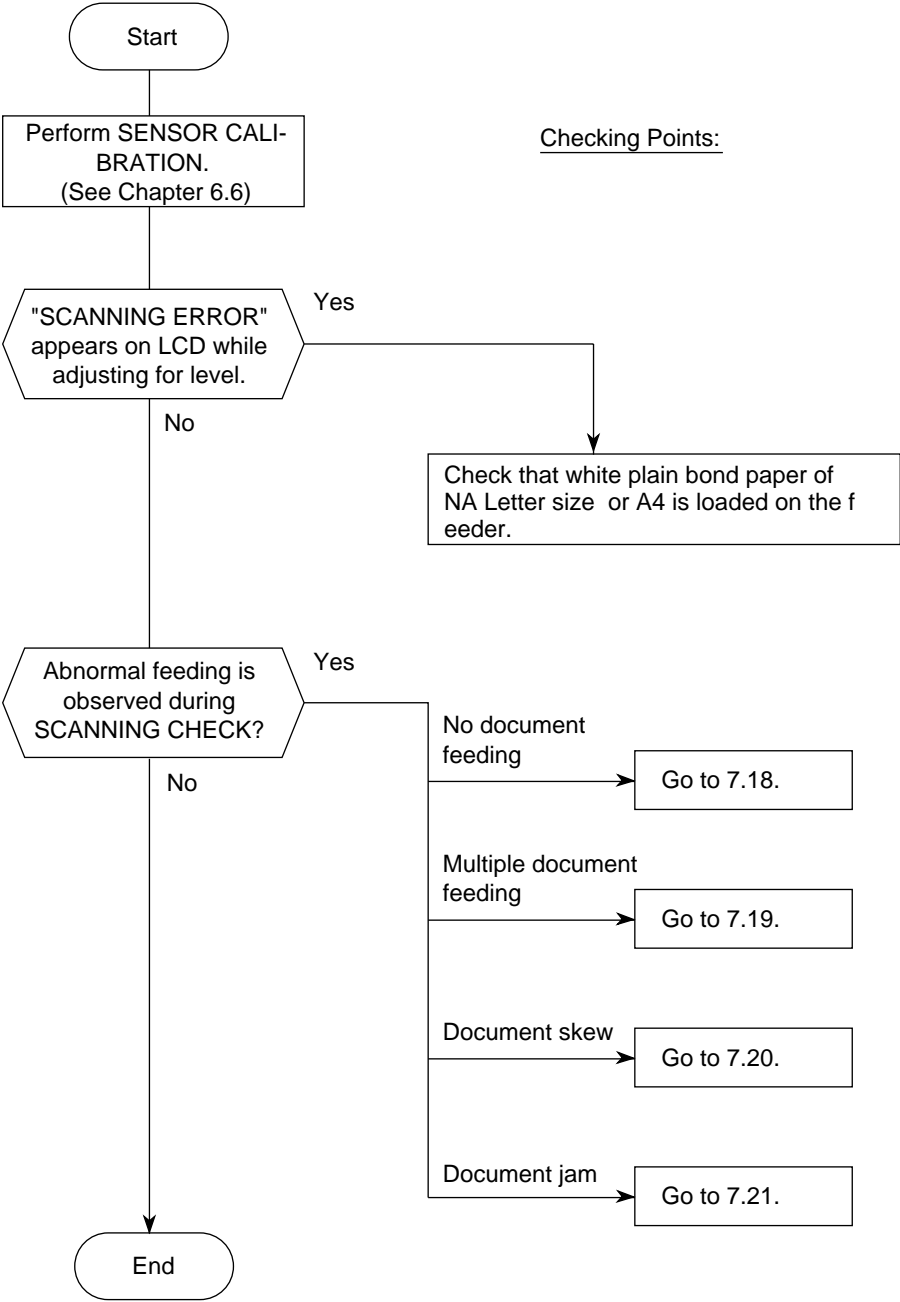 Start
Perform SENSOR CALI-
BRATION.
(See Chapter 6.6)
Checking Points:
"SCANNING ERROR"
appears on LCD while
adjusting for level.
Yes
No
Check that white plain bond paper of
NA Letter size or A4 is loaded on the f
eeder.
Abnormal feeding is
observed during
SCANNING CHECK?
Yes
No
No document
feeding
Go to 7.18.
Multiple document
feeding
Go to 7.19.
Document skew
Go to 7.20.
Document jam
Go to 7.21.
End